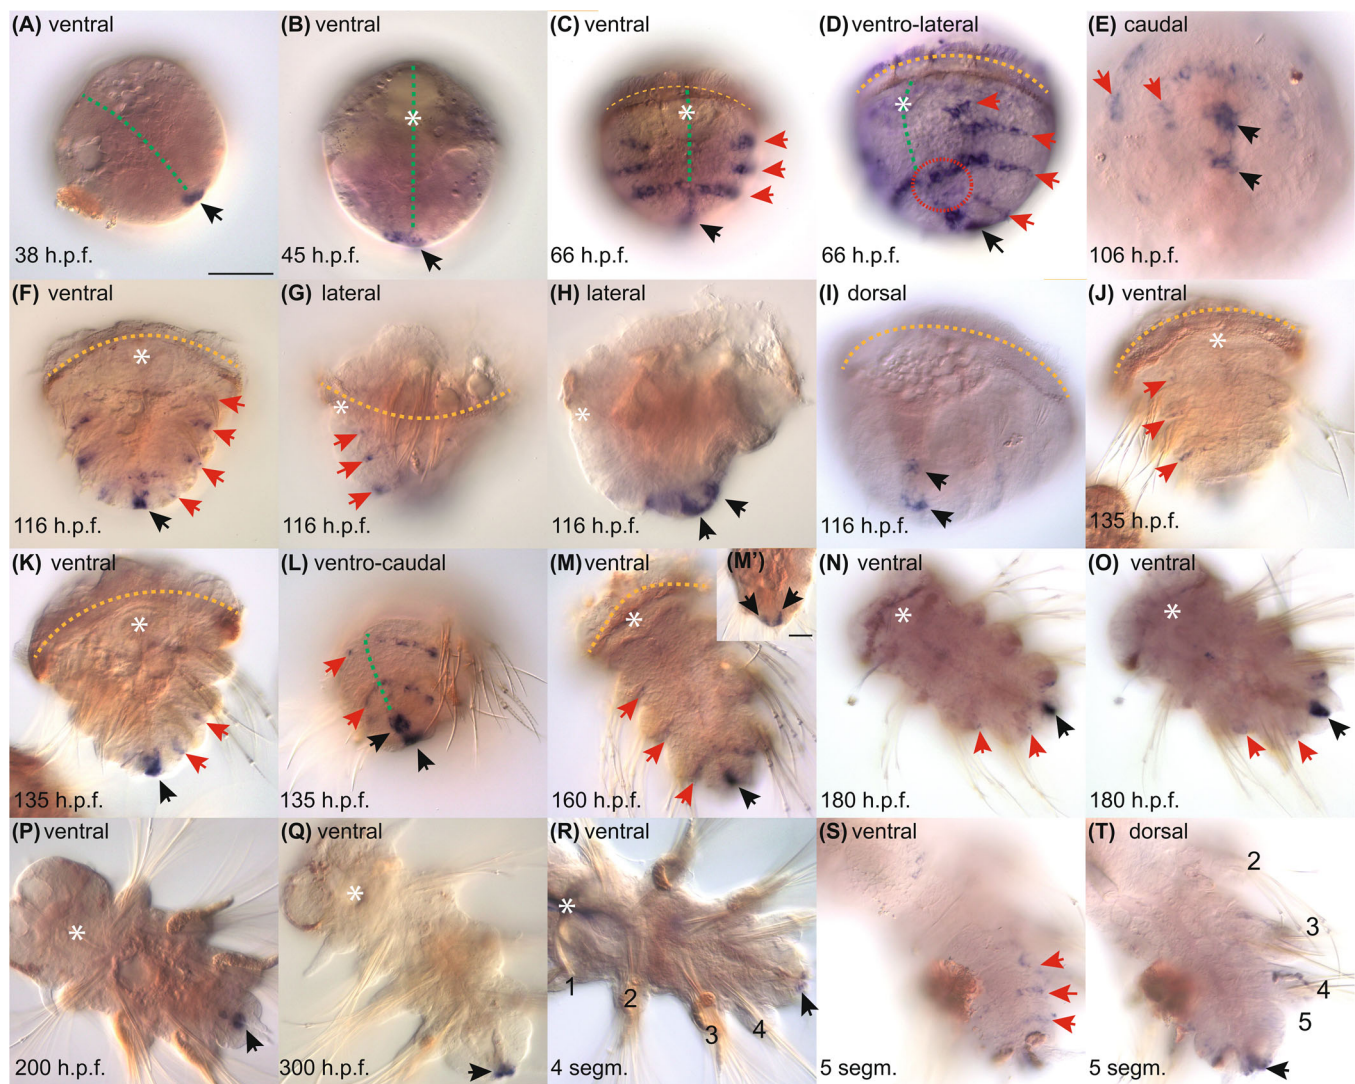 (A) ventral
38 h.p.f.
(B) ventral
*
45 h.p.f.
(C) ventral
*
66 h.p.f.
(D)
ventro-lateral
*
66 h.p.f.
(E) caudal
106 h.p.f.
(F) ventral
*
116 h.p.f.
(G) lateral
*
116 h.p.f.
(H) lateral
*
116 h.p.f.
(I) dorsal
116 h.p.f.
(J) ventral
*
135 h.p.f.
(K) ventral
*
135 h.p.f.
(L) ventro-caudal
135 h.p.f.
(M) ventral
*
(M')
160 h.p.f.
(N) ventral
*
180 h.p.f.
(O) ventral
*
180 h.p.f.
(P) ventral
*
200 h.p.f.
(Q) ventral
*
300 h.p.f.
(R) ventral
*
1
2
3
4
4 segm.
(S) ventral
5 segm.
(T) dorsal
2
3
4
5
5 segm.